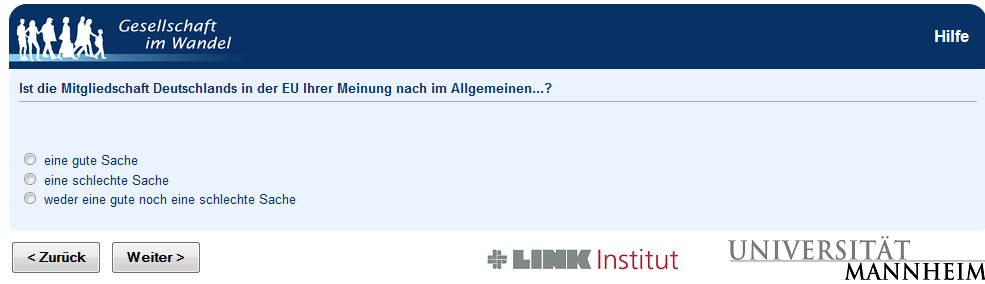 Gesellschaft
im Wandel
Hilfe
Ist die Mitgliedschaft Deutschlands in der EU Ihrer Meinung nach im Allgemeinen...?
eine gute Sache
eine schlechte Sache
weder eine gute noch eine schlechte Sache
< Zurück
Weiter >
LINK Institut
UNIVERSITÄT
MANNHEIM